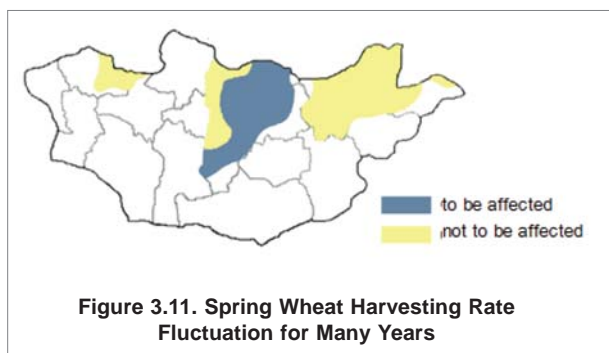 to be affected
not to be affected
Figure 3.11. Spring Wheat Harvesting Rate
Fluctuation for Many Years